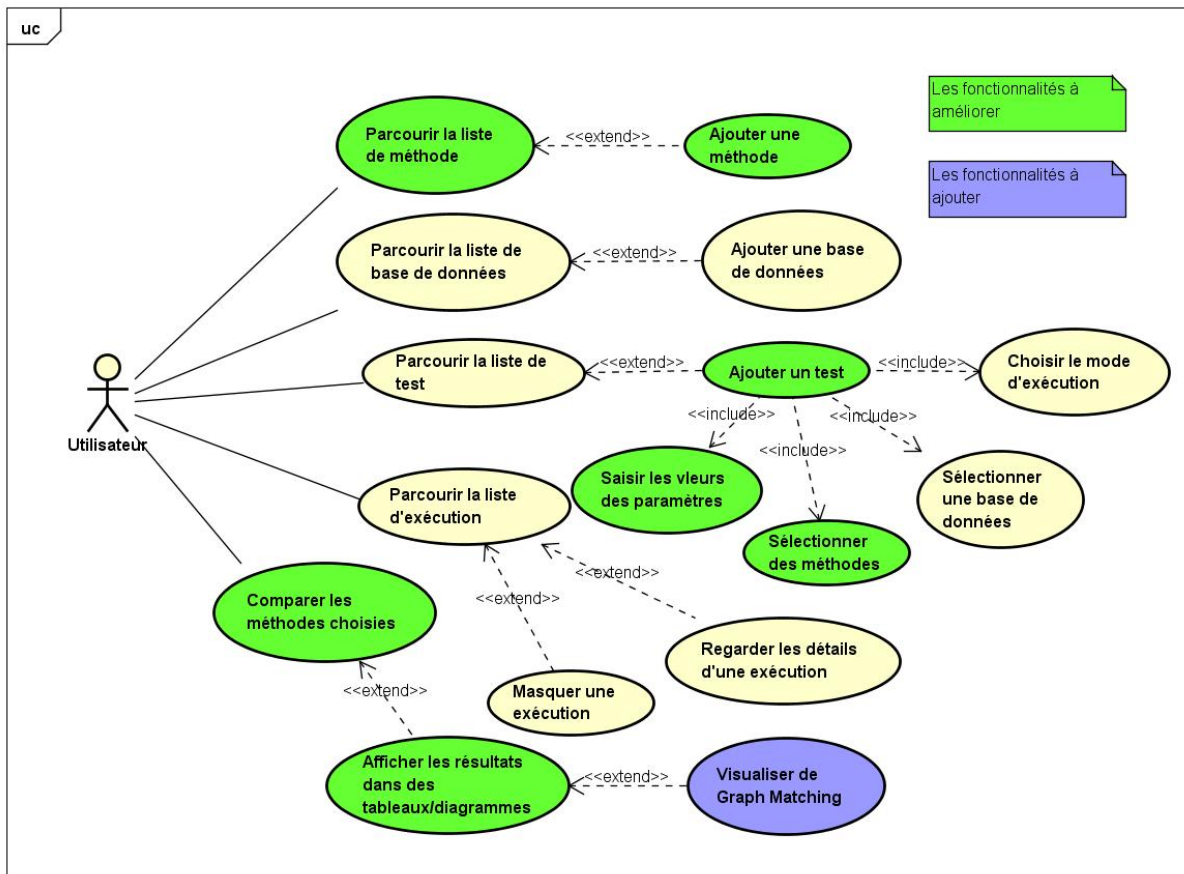 uc
Les fonctionnalités à
améliorer
Parcourir la liste
de méthode
<<extend>>
Ajouter une
méthode
Les fonctionnalités à
ajouter
Parcourir la liste de
base de données
<<extend>>
Ajouter une base
de données
Parcourir la liste de
test
<<extend>>
Ajouter un test
<<include>>
Choisir le mode
d'exécution
Utilisateur
<<include>>
<<include>>
<<include>>
Saisir les vleurs
des paramètres
Sélectionner
une base de
données
Parcourir la liste
d'exécution
Sélectionner
des méthodes
<<extend>>
<<extend>>
Comparer les
méthodes choisies
Regarder les détails
d'une exécution
<<extend>>
Masquer une
exécution
Afficher les résultats
dans des
tableaux/diagrammes
<<extend>>
Visualiser de
Graph Matching